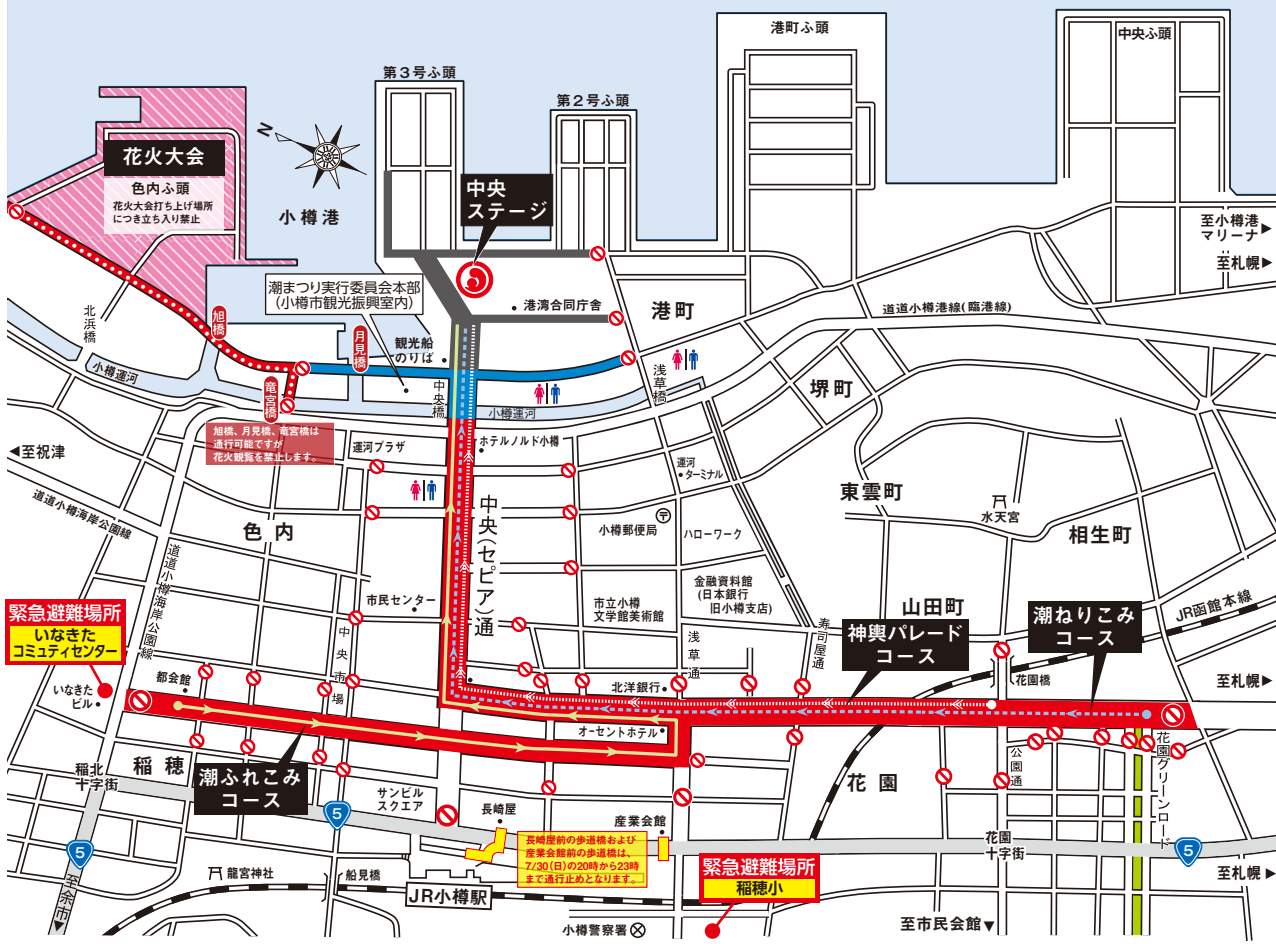 港町ふ頭
中央ふ頭
第3号ふ頭
第2号ふ頭
N
花火大会
色内ふ頭
花火大会打ち上げ場所
につき立ち入り禁止
小樽港
中央
ステージ
至小樽港
マリーナ▶
至札幌▶
潮まつり実行委員会本部
(小樽市観光振興室内)
港湾合同庁舎
港町
道道小樽港線(臨港線)
北浜橋
旭橋
月見橋
観光船
のりば
小樽運河
竜宮橋
中央橋
小樽運河
浅草橋
堺町
旭橋、月見橋、竜宮橋は
通行可能ですが
花火観覧を禁止します。
◀至祝津
運河プラザ
ホテルノルド小樽
運河
ターミナル
道道小樽海岸公園線
色内
中央(セピア)通
小樽郵便局
ハローワーク
東雲町
水天宮
相生町
道道小樽海岸公園線
市民センター
市立小樽
文学館美術館
金融資料館
(日本銀行
旧小樽支店)
山田町
JR函館本線
緊急避難場所
いなきた
コミュティセンター
中央市場
浅草通
寿司屋通
神輿パレード
コース
潮ねりこみ
コース
都会館
いなきた
ビル
北洋銀行
花園橋
至札幌▶
オーセントホテル
稲穂
稲北
十字街
潮ふれこみ
コース
サンビル
スクエア
長崎屋
産業会館
花園
公園通
花園グリーンロード
5
5
5
花園
十字街
長崎屋前の歩道橋および
産業会館前の歩道橋は、
7/30(日)の20時から23時
まで通行止めとなります。
緊急避難場所
稲穂小
龍宮神社
船見橋
JR小樽駅
至余市▼
小樽警察署
至市民会館▼
至札幌▶